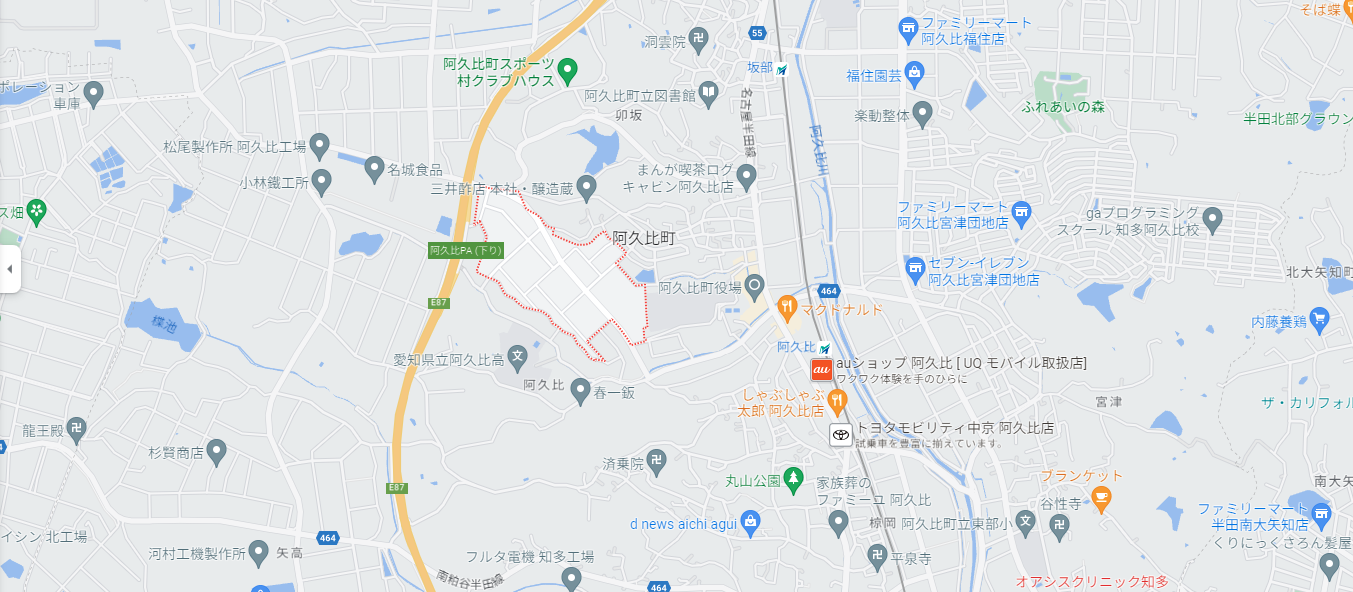 そば蝶
ファミリーマート
阿久比福住店
55
洞雲院
阿久比町スポーツ
村クラブハウス
坂部
福住園芸
ポレーション
車庫
阿久比町立図書館
卯坂
名古屋半田線
ふれあいの森
楽動整体
半田北部グラウン
阿久比川
松尾製作所 阿久比工場
名城食品
小林鐵工所
三井酢店 本社・醸造蔵
まんが喫茶ログ
キャビン阿久比店
ス畑
ファミリーマート
阿久比宮津団地店
gaプログラミング
スクール 知多阿久比校
阿久比町
阿久比PA (下り)
セブン-イレブン
阿久比宮津団地店
北大矢知町
阿久比町役場
464
E87
マクドナルド
内藤養鶏
阿久比
愛知県立阿久比高
auショップ 阿久比 [ UQ モバイル取扱店]
ワクワク体験を手のひらに
au
阿久比
春一鈑
しゃぶしゃぶ
太郎 阿久比店
宮津
ザ・カリフォル
トヨタモビリティ中京 阿久比店
試乗車を豊富に揃えています。
龍王殿
杉賢商店
済乗院
丸山公園
家族葬の
ファミーユ 阿久比
ブランケット
谷性寺
南大矢
E87
d news aichi agui
椋岡
阿久比町立東部小
ファミリーマート
半田南大矢知店
イシン 北工場
464
くりにっくさろん髪屋
河村工機製作所
矢高
フルタ電機 知多工場
平泉寺
南粕谷半田線
464
オアシスクリニック知多